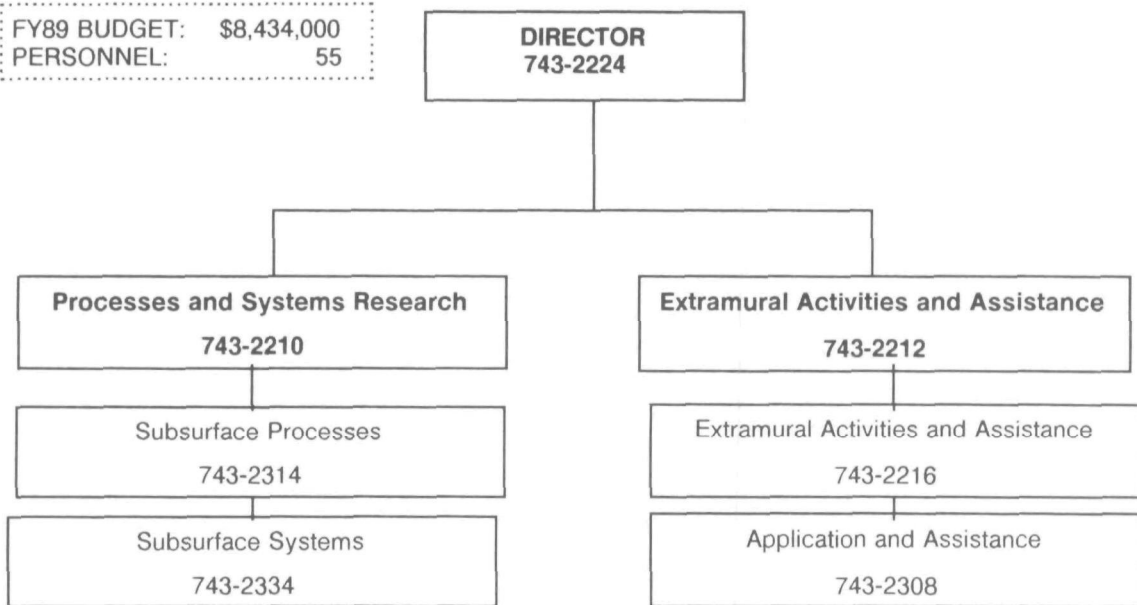 FY89 BUDGET: $8,434,000
PERSONNEL: 55
DIRECTOR
743-2224
Processes and Systems Research
743-2210
Subsurface Processes
743-2314
Subsurface Systems
743-2334
Extramural Activities and Assistance
743-2212
Extramural Activities and Assistance
743-2216
Application and Assistance
743-2308